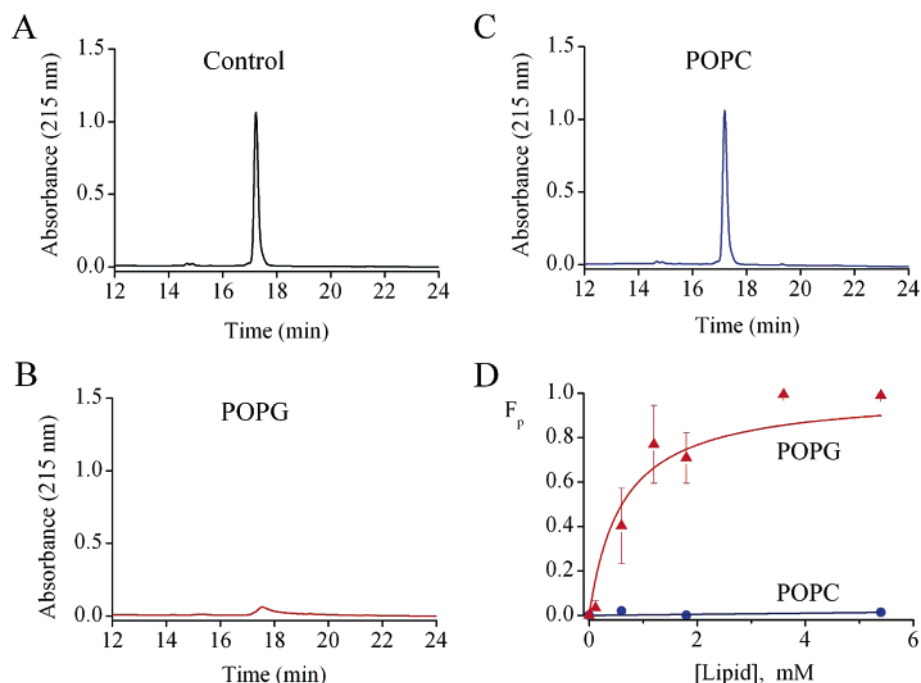 A
Control
Absorbance (215 nm)
1.5
1.0
0.5
0.0
12 14 16 18 20 22 24
Time (min)
B
POPG
Absorbance (215 nm)
1.5
1.0
0.5
0.0
12 14 16 18 20 22 24
Time (min)
C
POPC
Absorbance (215 nm)
1.5
1.0
0.5
0.0
12 14 16 18 20 22 24
Time (min)
D
Fp
1.0
0.8
0.6
0.4
0.2
0.0
POPG
POPC
0 2 4 6
[Lipid], mM